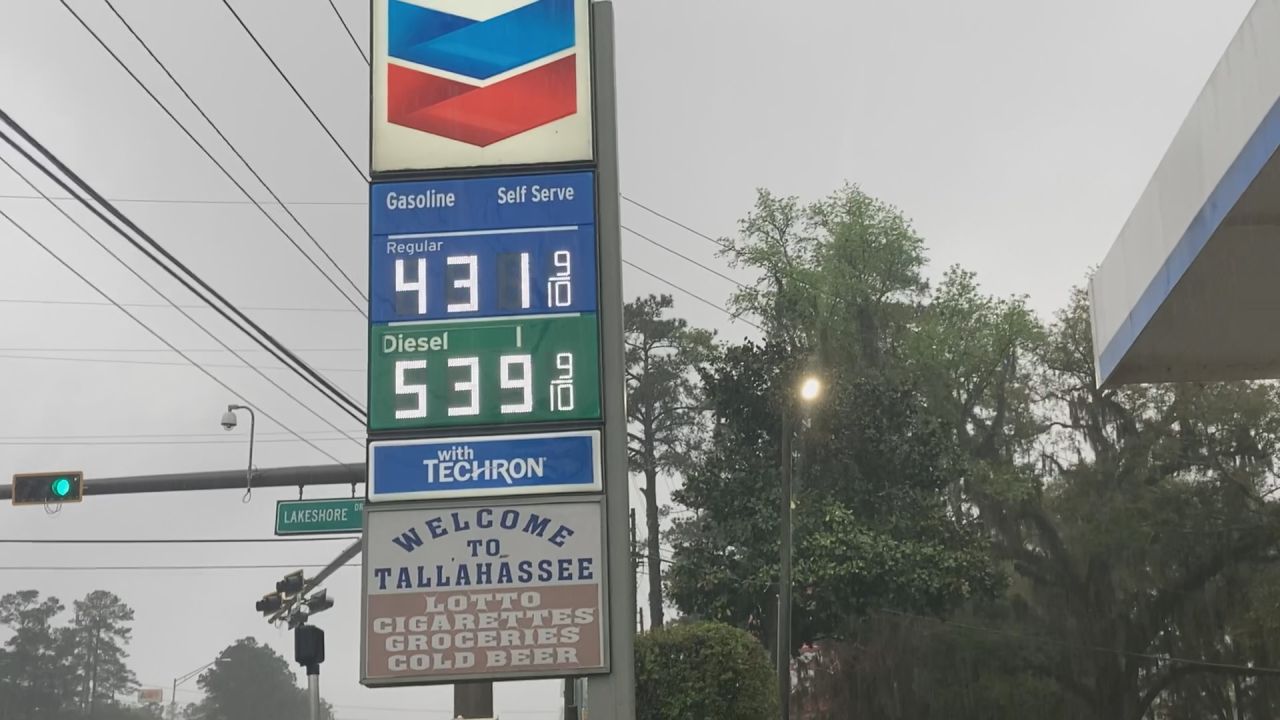 Gasoline Self Serve
Regular
431 9/10
Diesel
539 9/10
with
TECHRON
LAKESHORE DR
WELCOME
TO
TALLAHASSEE
LOTTO
CIGARETTES
GROCERIES
COLD BEER